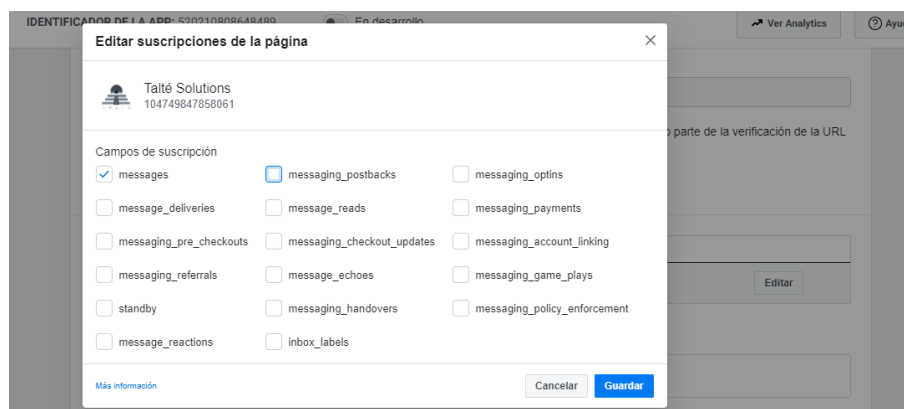 IDENTIFICADOR DE LA APP: 520210808648489 En desarrollo Ver Analytics
Editar suscripciones de la página
Talté Solutions
104749847858061
parte de la verificación de la URL
Campos de suscripción
messages messaging_postbacks messaging_optins
message_deliveries message_reads messaging_payments
messaging_pre_checkouts messaging_checkout_updates messaging_account_linking
messaging_referrals message_echoes messaging_game_plays
Editar
standby messaging_handovers messaging_policy_enforcement
message_reactions inbox_labels
Más información Cancelar Guardar